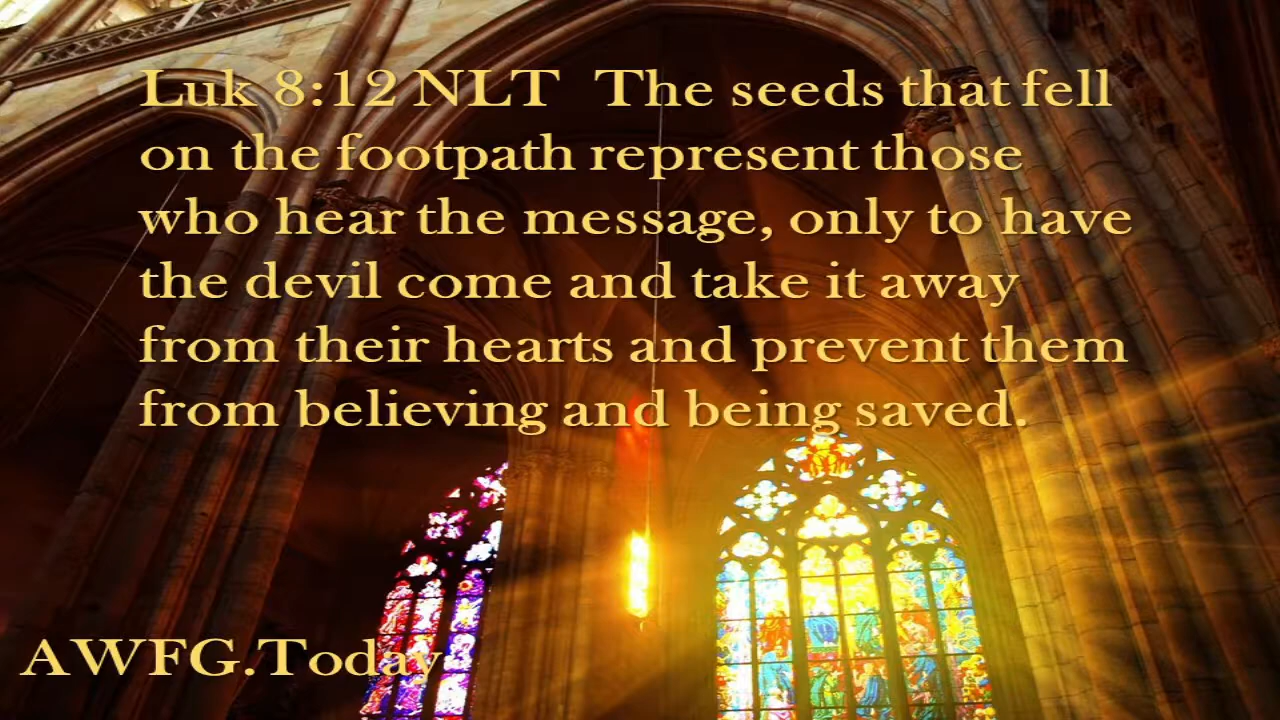 Luk 8:12 NLT  The seeds that fell
on the footpath represent those
who hear the message, only to have
the devil come and take it away
from their hearts and prevent them
from believing and being saved.
AWFG.Today